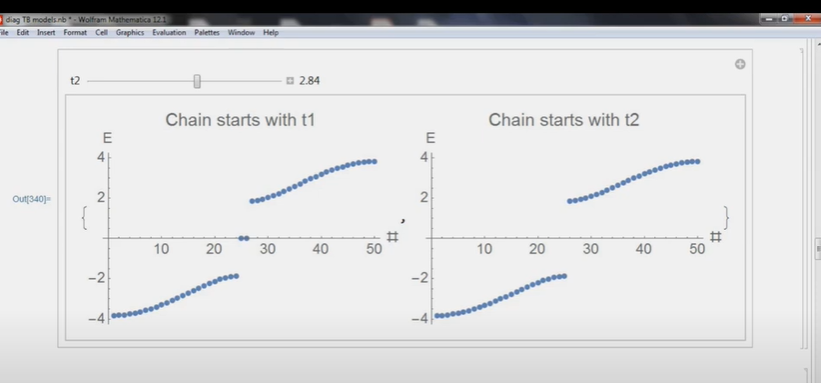 diag TB models.nb * - Wolfram Mathematica 12.1
File Edit Insert Format Cell Graphics Evaluation Palettes Window Help
t2 2.84
Chain starts with t1 Chain starts with t2
E E
4 4
Out[340]= 2 2
{ , }
# #
10 20 30 40 50 10 20 30 40 50
−2 −2
−4 −4